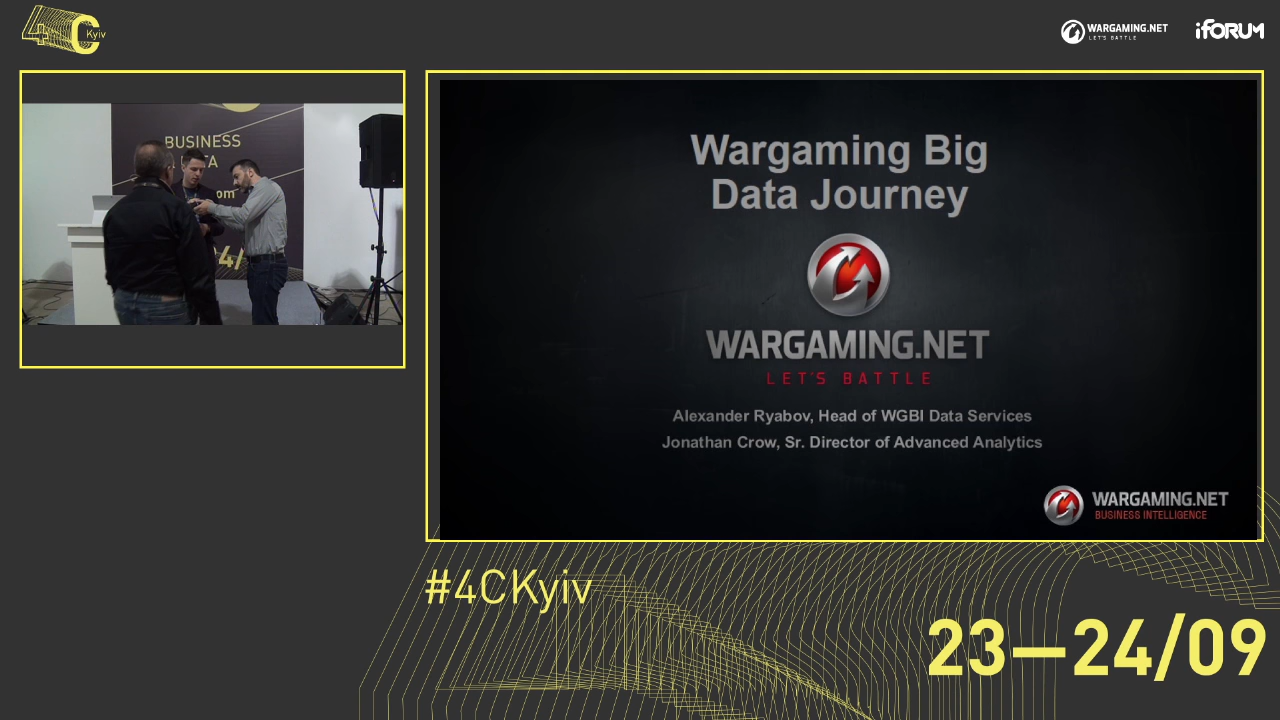 4C Kyiv
WARGAMING.NET
LET'S BATTLE
iFORUM
BUSINESS
24/
Wargaming Big
Data Journey
WARGAMING.NET
LET'S BATTLE
Alexander Ryabov, Head of WGBI Data Services
Jonathan Crow, Sr. Director of Advanced Analytics
WARGAMING.NET
BUSINESS INTELLIGENCE
#4CKyiv
23—24/09